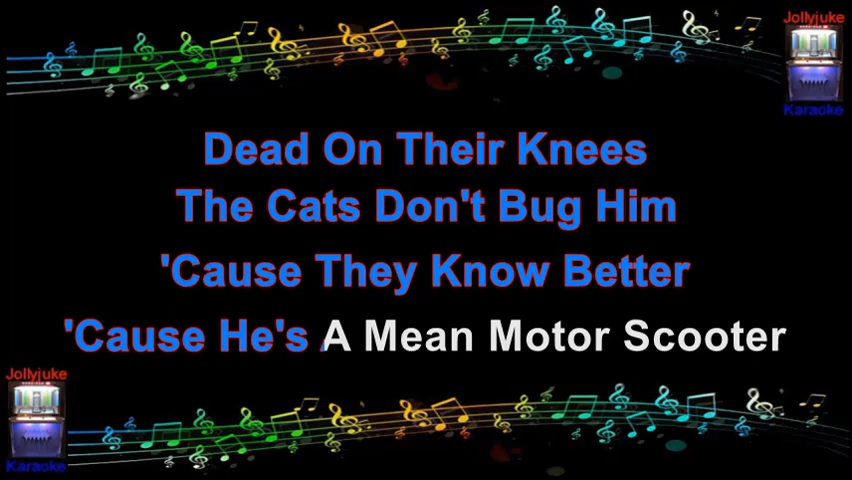 Jollyjuke
Karaoke
Dead On Their Knees
The Cats Don't Bug Him
'Cause They Know Better
'Cause He's A Mean Motor Scooter
Jollyjuke
Karaoke